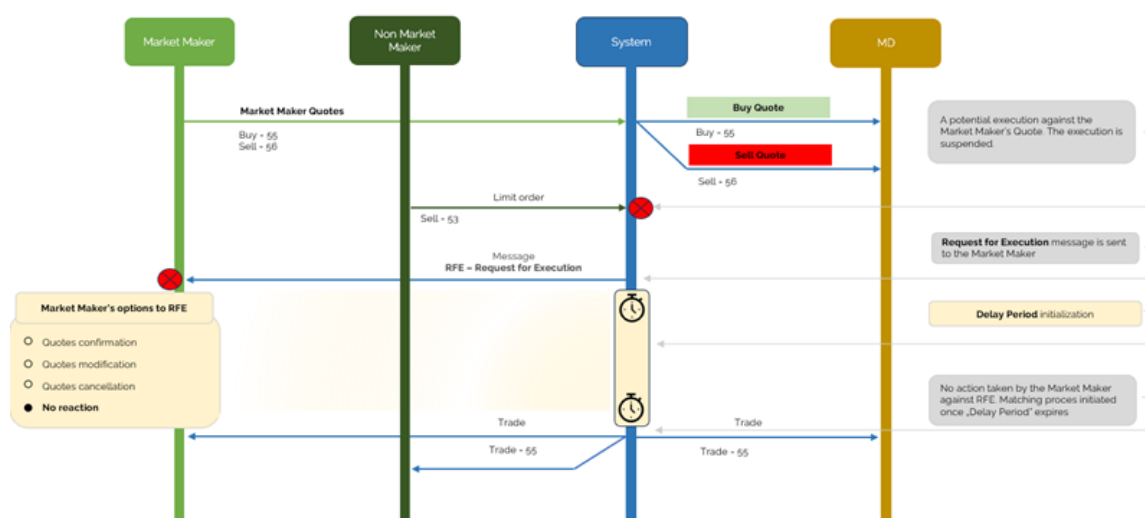 Market Maker
Non Market
Maker
System
MD
Market Maker Quotes
Buy = 55
Sell = 56
Buy Quote
Buy = 55
Sell Quote
Sell = 56
A potential execution against the
Market Maker's Quote. The execution is
suspended.
Limit order
Sell = 53
Message
RFE – Request for Execution
Request for Execution message is sent
to the Market Maker
Market Maker's options to RFE
Quotes confirmation
Quotes modification
Quotes cancellation
No reaction
Delay Period initialization
No action taken by the Market Maker
against RFE. Matching proces initiated
once „Delay Period” expires
Trade
Trade = 55
Trade
Trade = 55